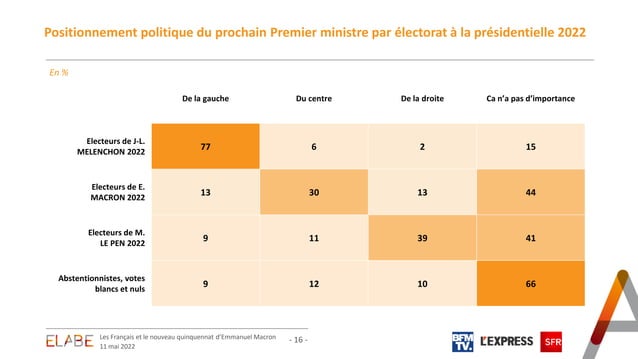 Positionnement politique du prochain Premier ministre par électorat à la présidentielle 2022
En %
De la gauche Du centre De la droite Ca n'a pas d'importance
Electeurs de J-L.
MELENCHON 2022
77 6 2 15
Electeurs de E.
MACRON 2022
13 30 13 44
Electeurs de M.
LE PEN 2022
9 11 39 41
Abstentionnistes, votes
blancs et nuls
9 12 10 66
ELABE
Les Français et le nouveau quinquennat d'Emmanuel Macron
11 mai 2022
- 16 -
BFM
TV.
L'EXPRESS
SFR